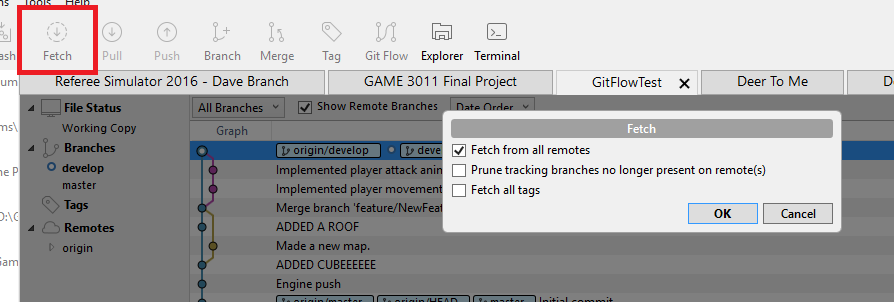 Tools
Help
Fetch
Pull
Push
Branch
Merge
Tag
Git Flow
Explorer
Terminal
Referee Simulator 2016 - Dave Branch
GAME 3011 Final Project
GitFlowTest
Deer To Me
File Status
Working Copy
Branches
develop
master
Tags
Remotes
origin
All Branches
Show Remote Branches
Date Order
Graph
origin/develop
Implemented player attack
Implemented player movement
Merge branch 'feature/NewFeat
ADDED A ROOF
Made a new map.
ADDED CUBEEEEEE
Engine push
origin/master
origin/HEAD
master
Initial commit
Fetch
Fetch from all remotes
Prune tracking branches no longer present on remote(s)
Fetch all tags
OK
Cancel